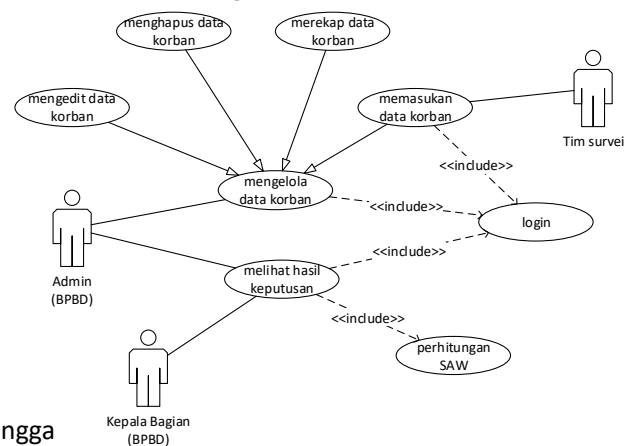 menghapus data
korban
merekap data
korban
mengedit data
korban
memasukan
data korban
Tim survei
<<include>>
mengelola
data korban
<<include>>
login
<<include>>
Admin
(BPBD)
melihat hasil
keputusan
<<include>>
perhitungan
SAW
Kepala Bagian
(BPBD)
ngga